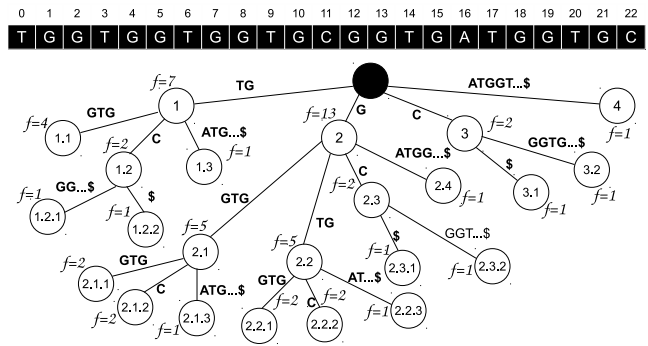 0 1 2 3 4 5 6 7 8 9 10 11 12 13 14 15 16 17 18 19 20 21 22
T G G T G G T G G T G C G G T G A T G G T G C
f=7 TG ATGGT...$
1 f=13 G C 4
f=4 GTG C ATG...$ 2 3 f=2 f=1
1.1 f=2 1.3 f=1 ATGG...$ $ GGTG...$
1.2 f=2 C 2.4 3.1 3.2
f=1 GG...$ $ GTG 2.3 f=1 f=1 f=1
1.2.1 f=1 1.2.2 TG GGT...$
f=5 f=5 f=1 $
f=2 GTG 2.1 2.2 2.3.1 f=1 2.3.2
2.1.1 C ATG...$ GTG C AT...$
2.1.2 2.1.3 f=2 f=2 f=1 2.2.3
f=2 f=1 2.2.1 2.2.2